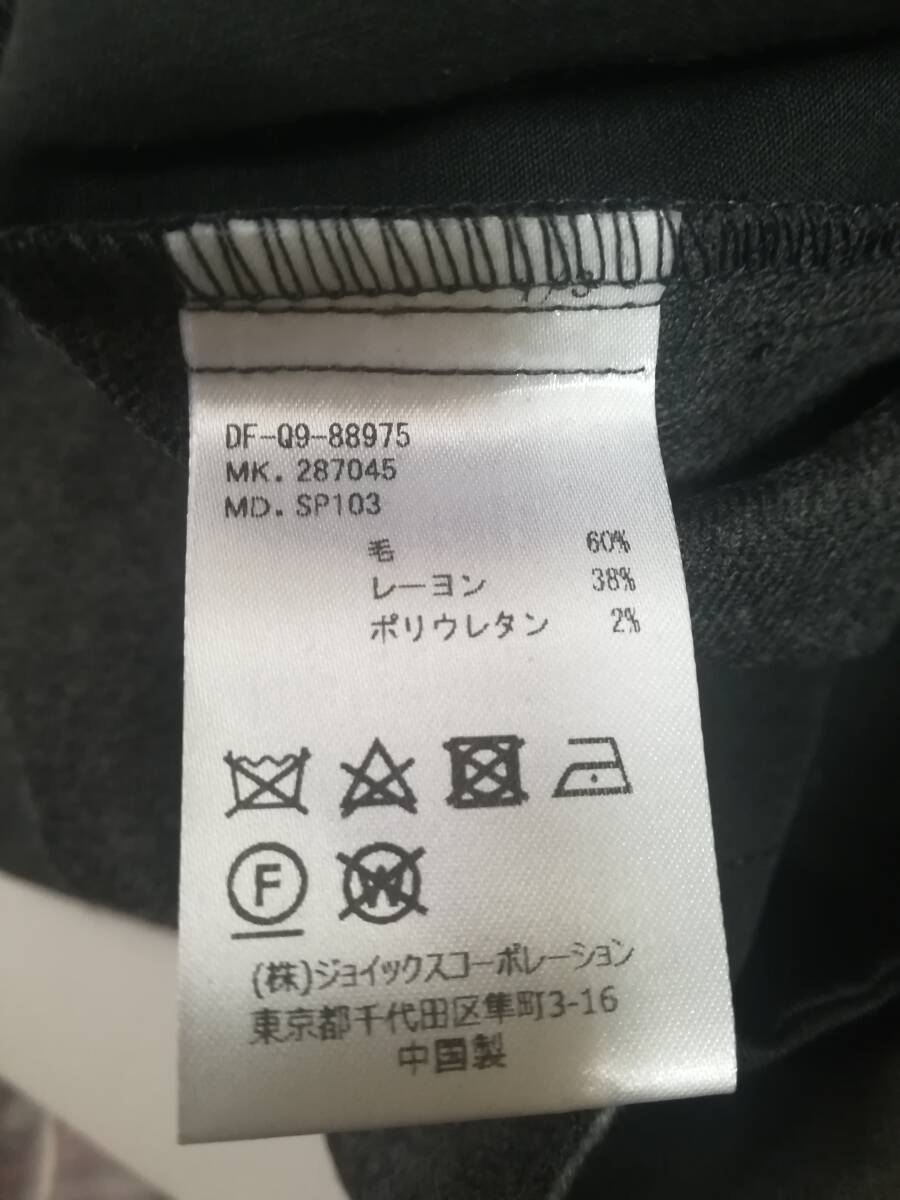 DF-Q9-88975
MK. 287045
MD. SP103
毛 60%
レーヨン 38%
ポリウレタン 2%
F W
(株)ジョイックスコーポレーション
東京都千代田区隼町3-16
中国製